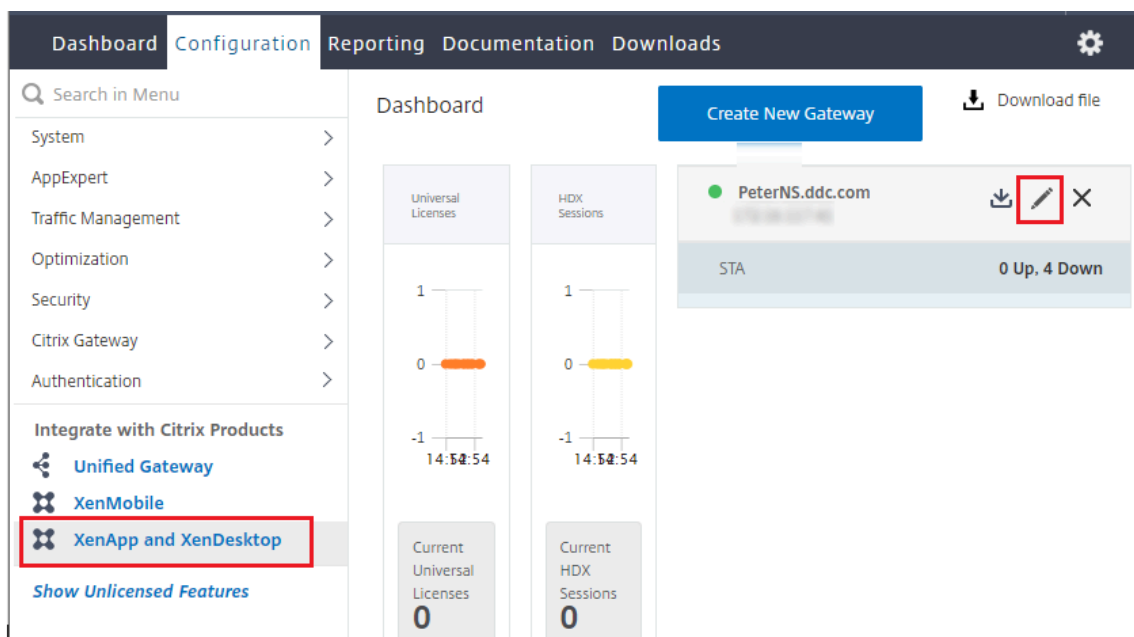 Dashboard Configuration Reporting Documentation Downloads
Search in Menu
System
AppExpert
Traffic Management
Optimization
Security
Citrix Gateway
Authentication
Integrate with Citrix Products
Unified Gateway
XenMobile
XenApp and XenDesktop
Show Unlicensed Features
Dashboard
Create New Gateway
Download file
Universal
Licenses
1
0
-1
Current
Universal
Licenses
0
HDX
Sessions
1
0
-1
Current
HDX
Sessions
0
PeterNS.ddc.com
STA 0 Up, 4 Down